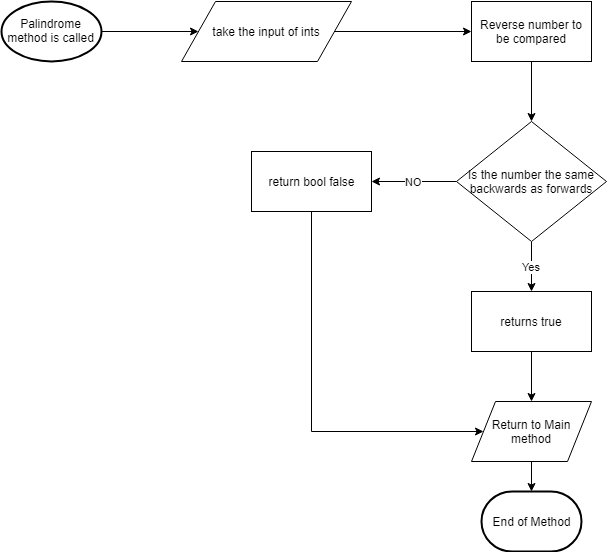 Palindrome
method is called
take the input of ints
Reverse number to
be compared
Is the number the same
backwards as forwards
NO
return bool false
Yes
returns true
Return to Main
method
End of Method